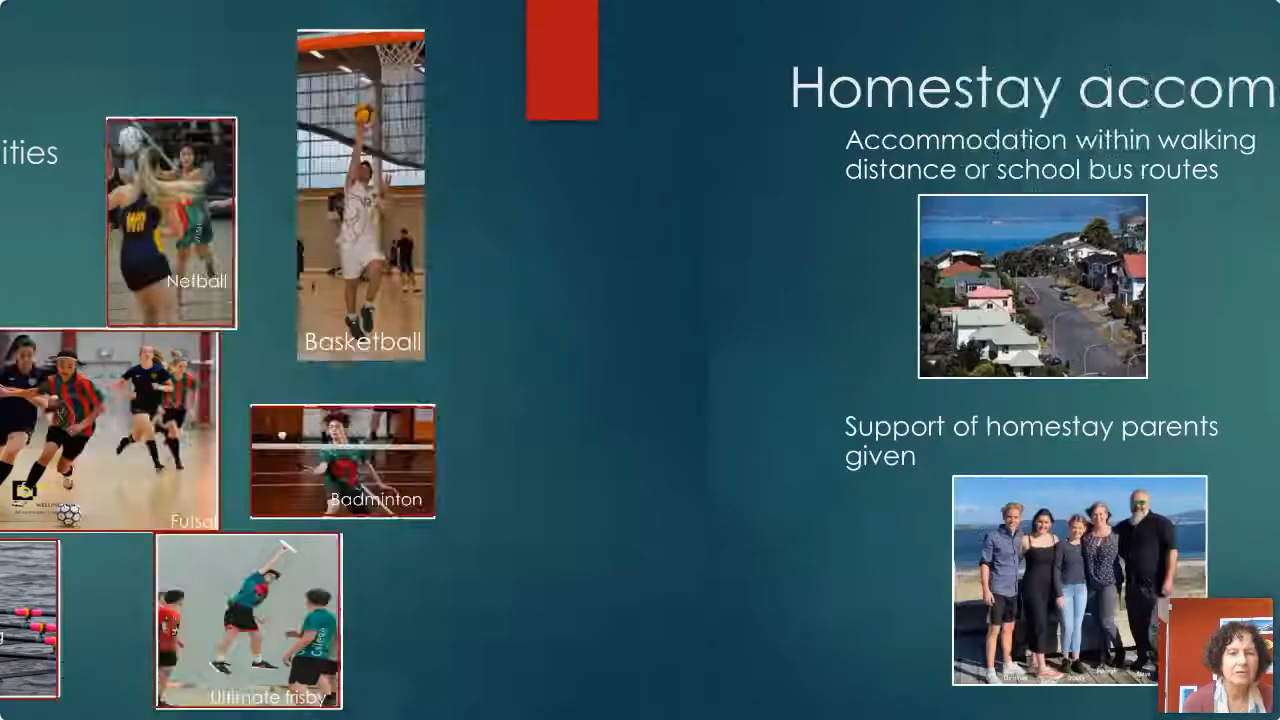 ities
Netball
Basketball
Futsal
Badminton
Ultimate frisby
Homestay accom
Accommodation within walking
distance or school bus routes
Support of homestay parents
given